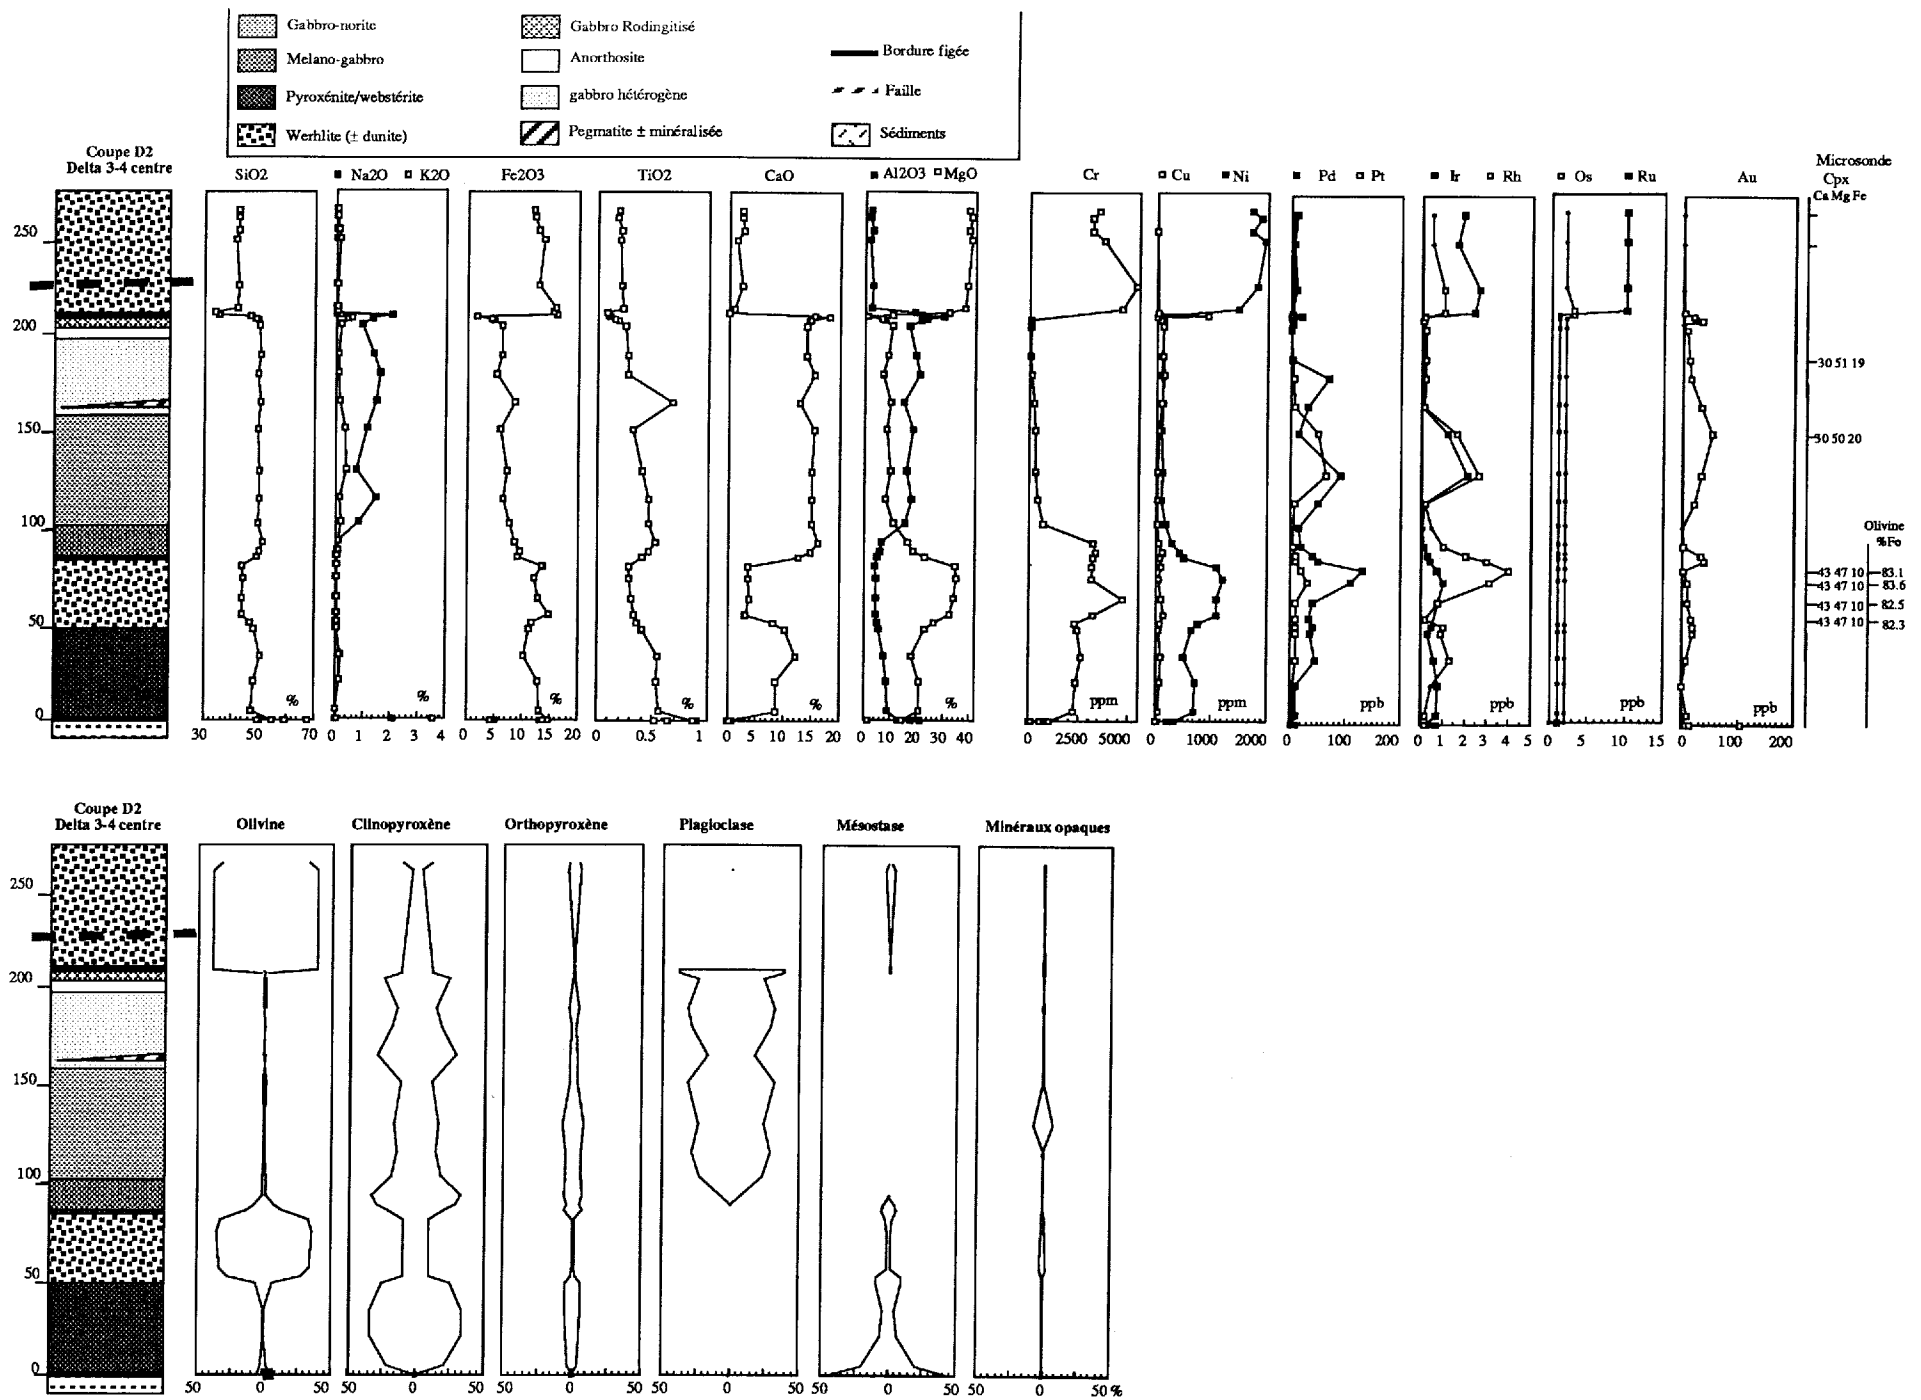 Gabbro-norite
Gabbro Rodingitisé
Melano-gabbro
Anorthosite
Bordure figée
Pyroxénite/webstérite
gabbro hétérogène
Faille
Werhlite (± dunite)
Pegmatite ± minéralisée
Sédiments
Coupe D2
Delta 3-4 centre
SiO2
Na2O K2O
Fe2O3
TiO2
CaO
Al2O3 MgO
Cr
Cu Ni
Pd Pt
Ir Rh
Os Ru
Au
Microsonde
Cpx
Ca Mg Fe
250
200
30 51 19
150
50 50 20
100
Olivine
%Fo
43 47 10 83.1
43 47 10 83.6
43 47 10 82.5
43 47 10 82.3
50
% % % % % % ppm ppm ppb ppb ppb ppb
0
30 50 70
0 1 2 3 4
0 5 10 15 20
0 0.5 1
0 5 10 15 20
0 10 20 30 40
0 2500 5000
0 1000 2000
0 100 200
0 1 2 3 4 5
0 5 10 15
0 100 200
Coupe D2
Delta 3-4 centre
Olivine
Clinopyroxène
Orthopyroxène
Plagioclase
Mésostase
Minéraux opaques
250
200
150
100
50
0
50 0 50
50 0 50
50 0 50
50 0 50
50 0 50
50 0 50 %